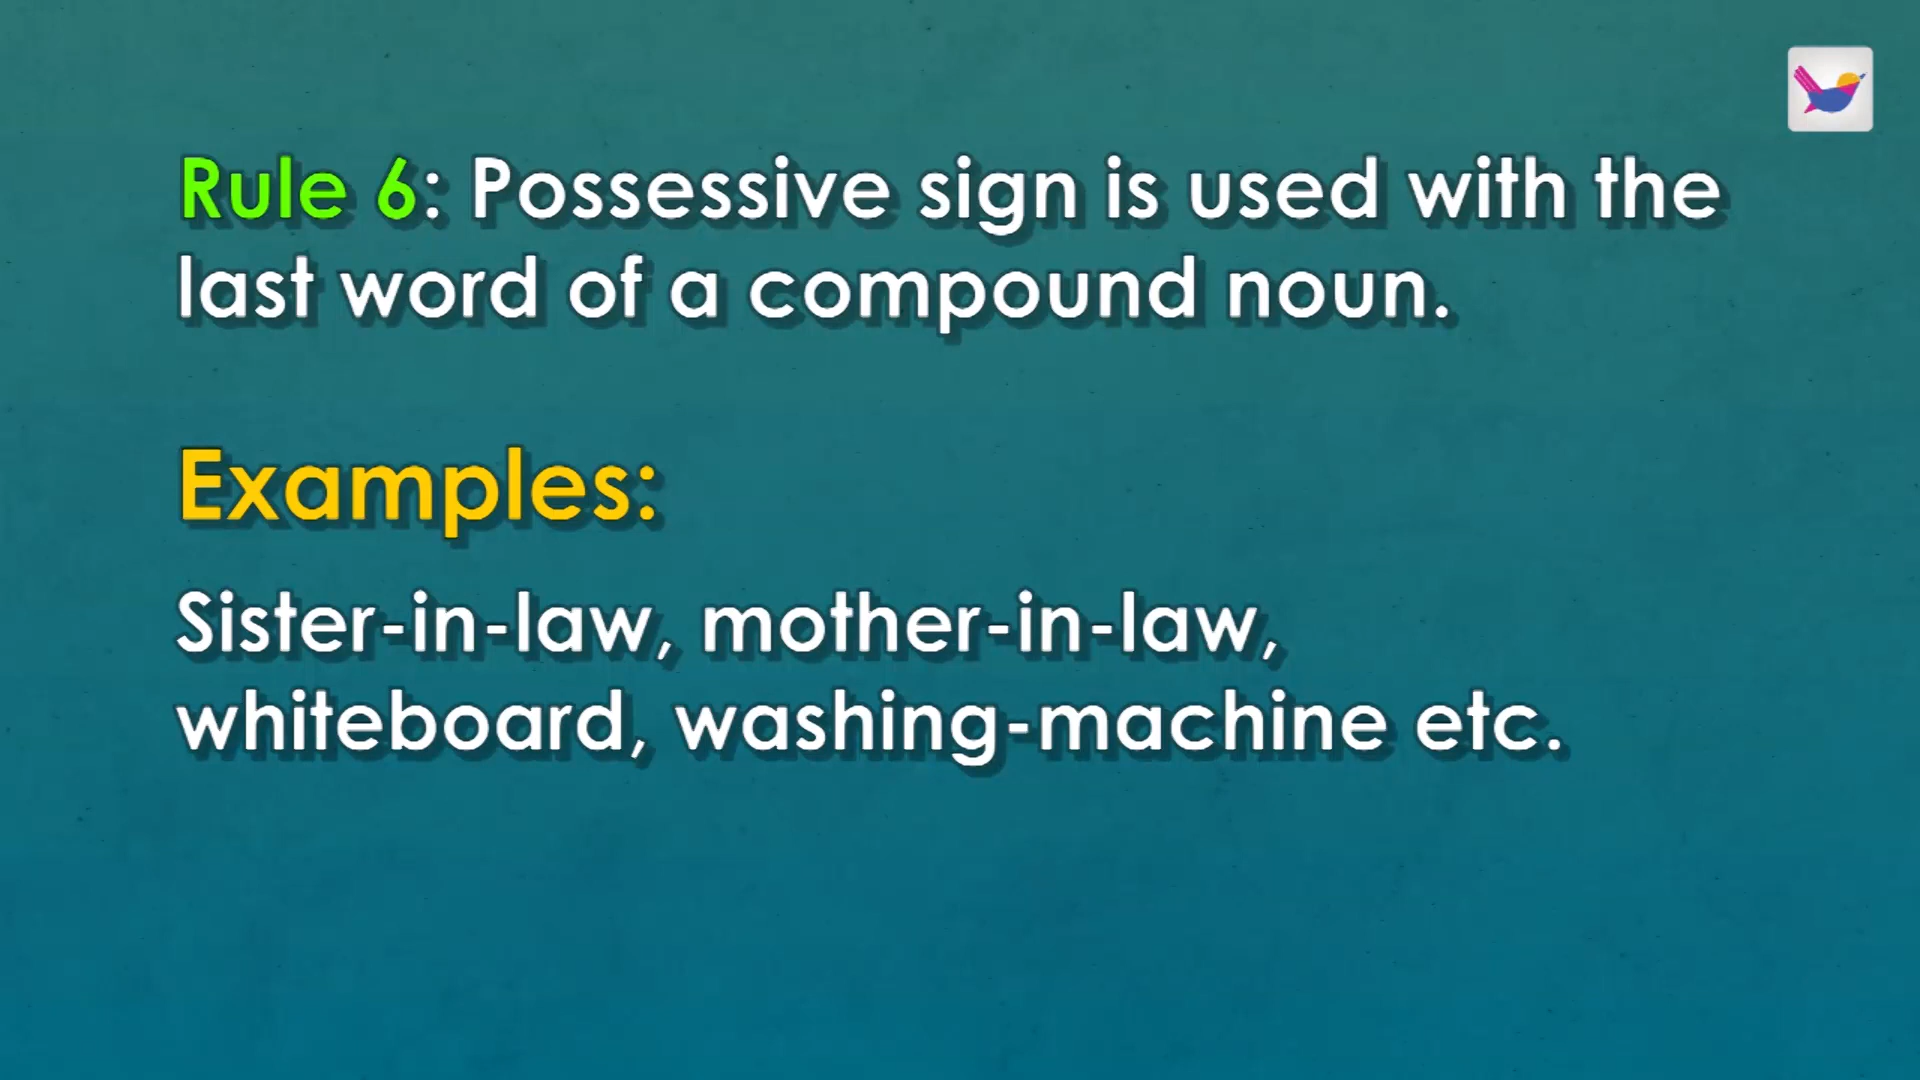 Rule 6: Possessive sign is used with the
last word of a compound noun.
Examples:
Sister-in-law, mother-in-law,
whiteboard, washing-machine etc.